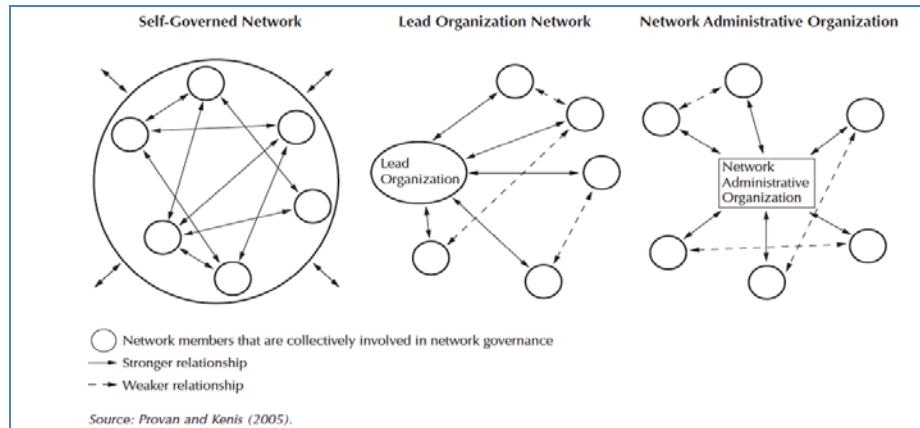 Self-Governed Network
Lead Organization Network
Network Administrative Organization
Lead
Organization
Network
Administrative
Organization
Network members that are collectively involved in network governance
Stronger relationship
Weaker relationship
Source: Provan and Kenis (2005).